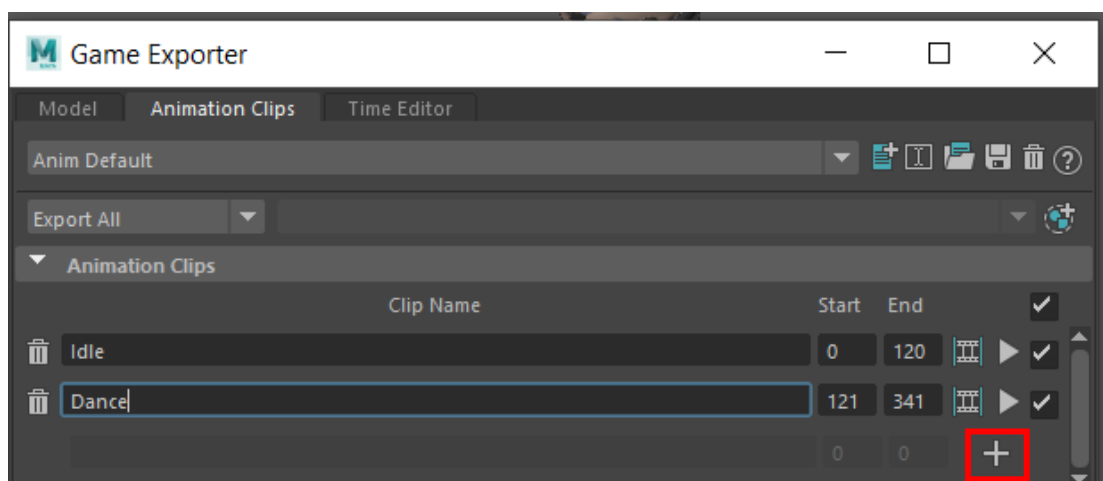 Game Exporter
Model Animation Clips Time Editor
Anim Default
Export All
Animation Clips
Clip Name Start End
Idle 0 120
Dance 121 341
0 0